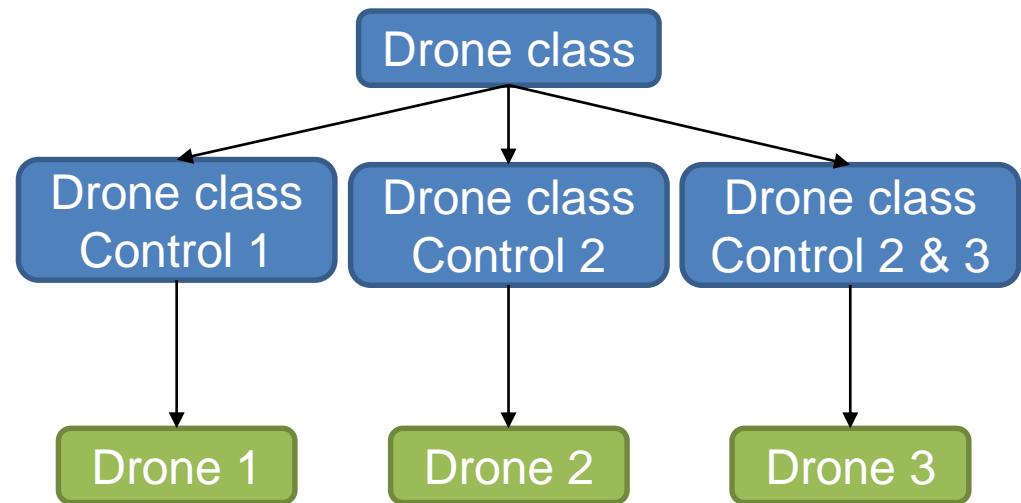 Drone class
Drone class
Control 1
Drone class
Control 2
Drone class
Control 2 & 3
Drone 1
Drone 2
Drone 3